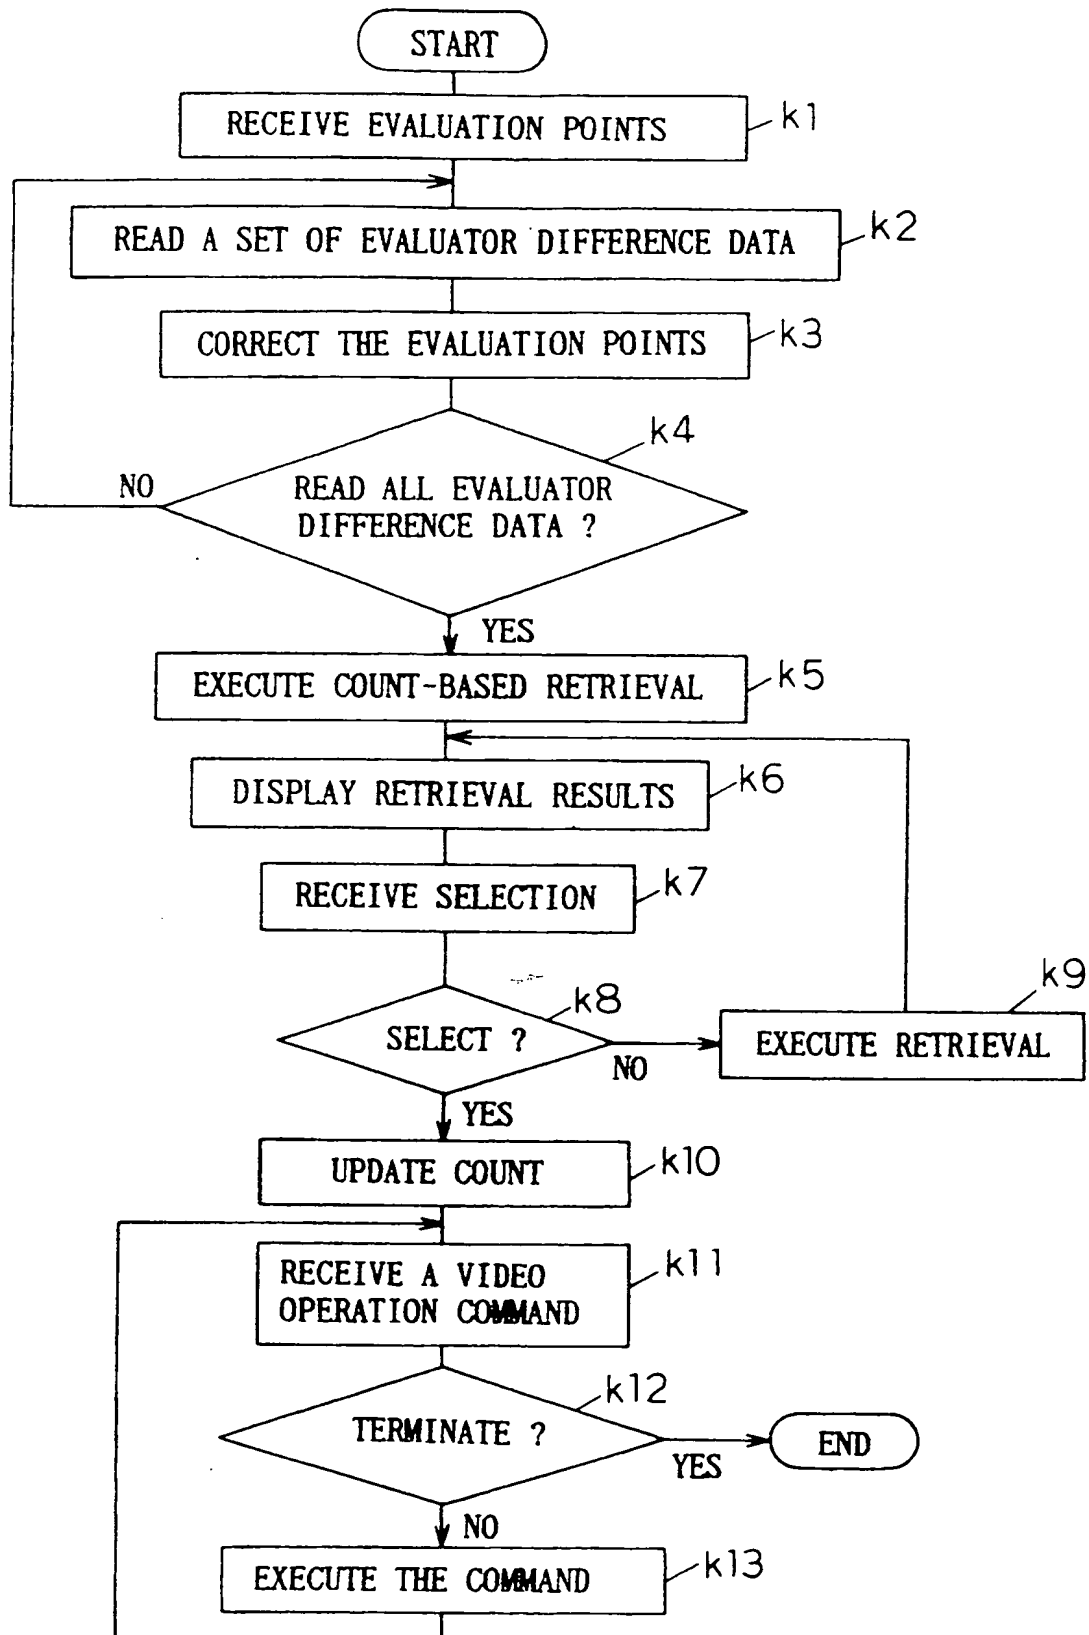 START
RECEIVE EVALUATION POINTS
k1
READ A SET OF EVALUATOR DIFFERENCE DATA
k2
CORRECT THE EVALUATION POINTS
k3
k4
NO
READ ALL EVALUATOR
DIFFERENCE DATA ?
YES
EXECUTE COUNT-BASED RETRIEVAL
k5
DISPLAY RETRIEVAL RESULTS
k6
RECEIVE SELECTION
k7
k8
SELECT ?
NO
k9
EXECUTE RETRIEVAL
YES
UPDATE COUNT
k10
RECEIVE A VIDEO
OPERATION COMMAND
k11
k12
TERMINATE ?
YES
END
NO
EXECUTE THE COMMAND
k13